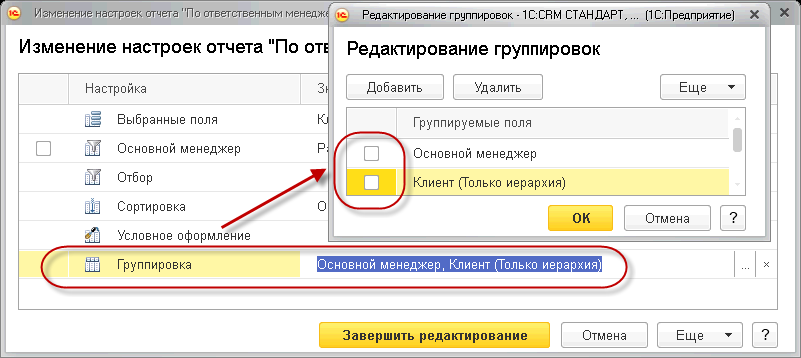 Изменение настроек отчета "По ответственным менедже
Изменение настроек отчета "По отв
Настройка
Зн
Выбранные поля
Кл
Основной менеджер
Ра
Отбор
Сортировка
О
Условное оформление
Группировка
Основной менеджер, Клиент (Только иерархия)
...
×
Завершить редактирование
Отмена
Еще
?
Редактирование группировок - 1С:CRM СТАНДАРТ, ... (1С:Предприятие)
Редактирование группировок
Добавить
Удалить
Еще
Группируемые поля
Основной менеджер
Клиент (Только иерархия)
ОК
Отмена
?